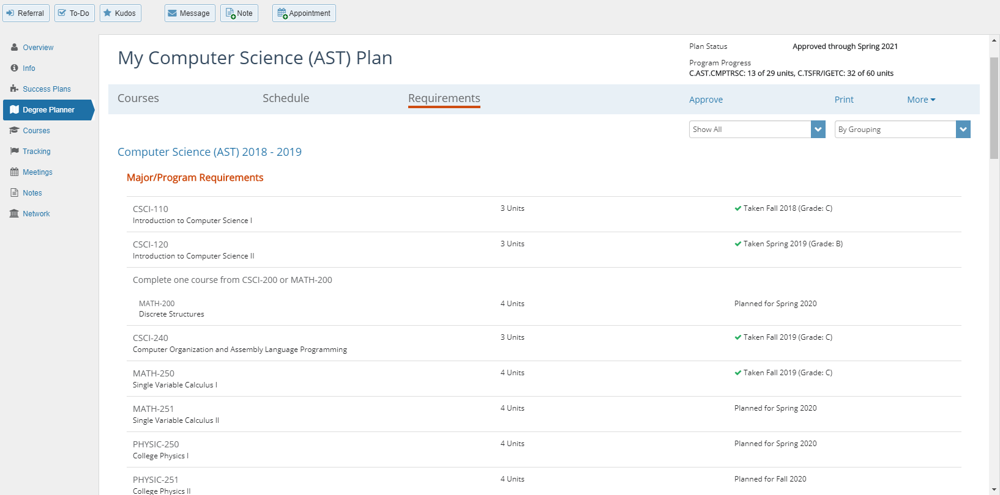 Referral
To-Do
Kudos
Message
Note
Appointment
Overview
Info
Success Plans
Degree Planner
Courses
Tracking
Meetings
Notes
Network
My Computer Science (AST) Plan
Plan Status Approved through Spring 2021
Program Progress
C.AST.CMPTRSC: 13 of 29 units, C.TSFR/IGETC: 32 of 60 units
Courses Schedule Requirements Approve Print More
Show All By Grouping
Computer Science (AST) 2018 - 2019
Major/Program Requirements
CSCI-110 3 Units Taken Fall 2018 (Grade: C)
Introduction to Computer Science I
CSCI-120 3 Units Taken Spring 2019 (Grade: B)
Introduction to Computer Science II
Complete one course from CSCI-200 or MATH-200
MATH-200 4 Units Planned for Spring 2020
Discrete Structures
CSCI-240 3 Units Taken Fall 2019 (Grade: C)
Computer Organization and Assembly Language Programming
MATH-250 4 Units Taken Fall 2019 (Grade: C)
Single Variable Calculus I
MATH-251 4 Units Planned for Spring 2020
Single Variable Calculus II
PHYSIC-250 4 Units Planned for Spring 2020
College Physics I
PHYSIC-251 4 Units Planned for Fall 2020
College Physics II